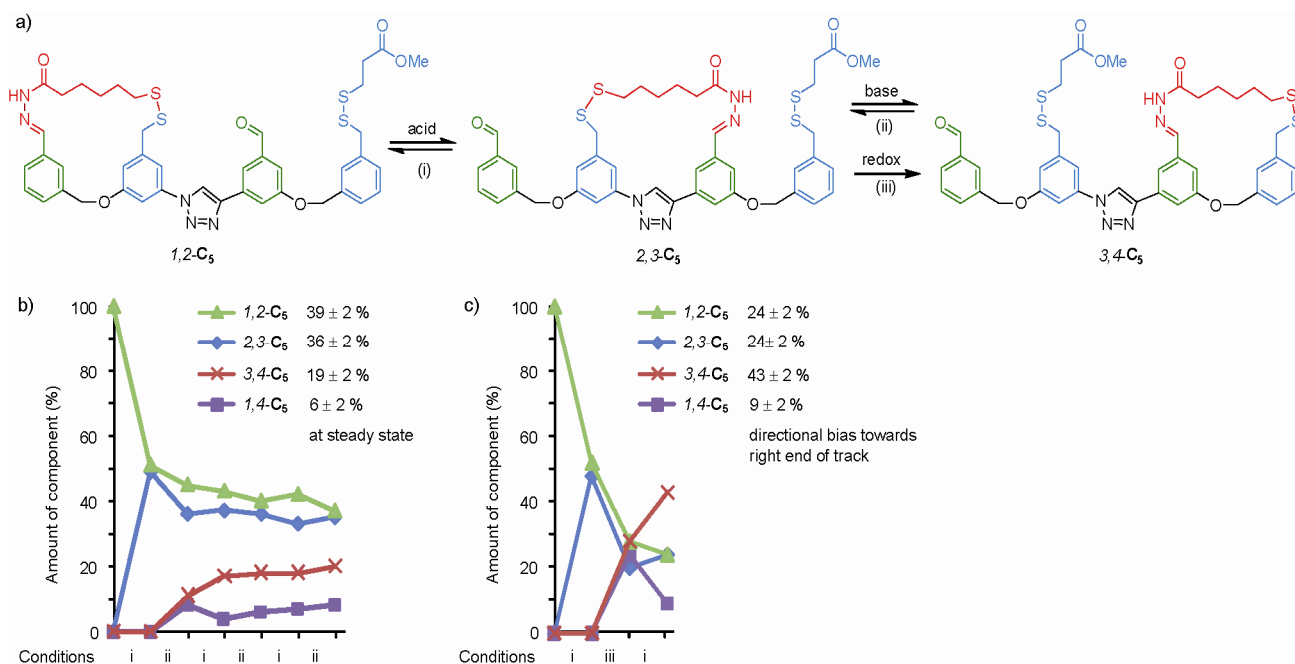 a)
O
HN
N
S
S
O
OMe
S
S
O
O
N
N=N
O
1,2-C5
acid
(i)
S
S
O
NH
N
O
OMe
S
S
O
O
N
N=N
O
2,3-C5
base
(ii)
redox
(iii)
O
OMe
S
S
O
HN
N
S
S
O
O
N
N=N
O
3,4-C5
b)
Amount of component (%)
100
80
60
40
20
0
1,2-C5 39 ± 2 %
2,3-C5 36 ± 2 %
3,4-C5 19 ± 2 %
1,4-C5 6 ± 2 %
at steady state
Conditions i ii i ii i ii
c)
Amount of component (%)
100
80
60
40
20
0
1,2-C5 24 ± 2 %
2,3-C5 24± 2 %
3,4-C5 43 ± 2 %
1,4-C5 9 ± 2 %
directional bias towards
right end of track
Conditions i iii i